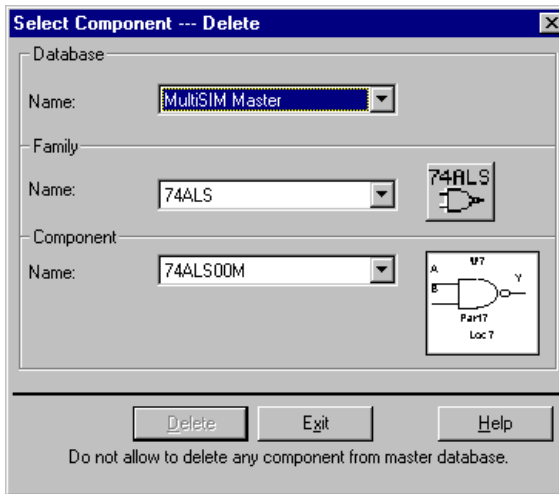 Select Component --- Delete
Database
Name:
MultiSIM Master
Family
Name:
74ALS
74ALS
Component
Name:
74ALS00M
U?
A
B
Y
Part?
Loc?
Delete
Exit
Help
Do not allow to delete any component from master database.